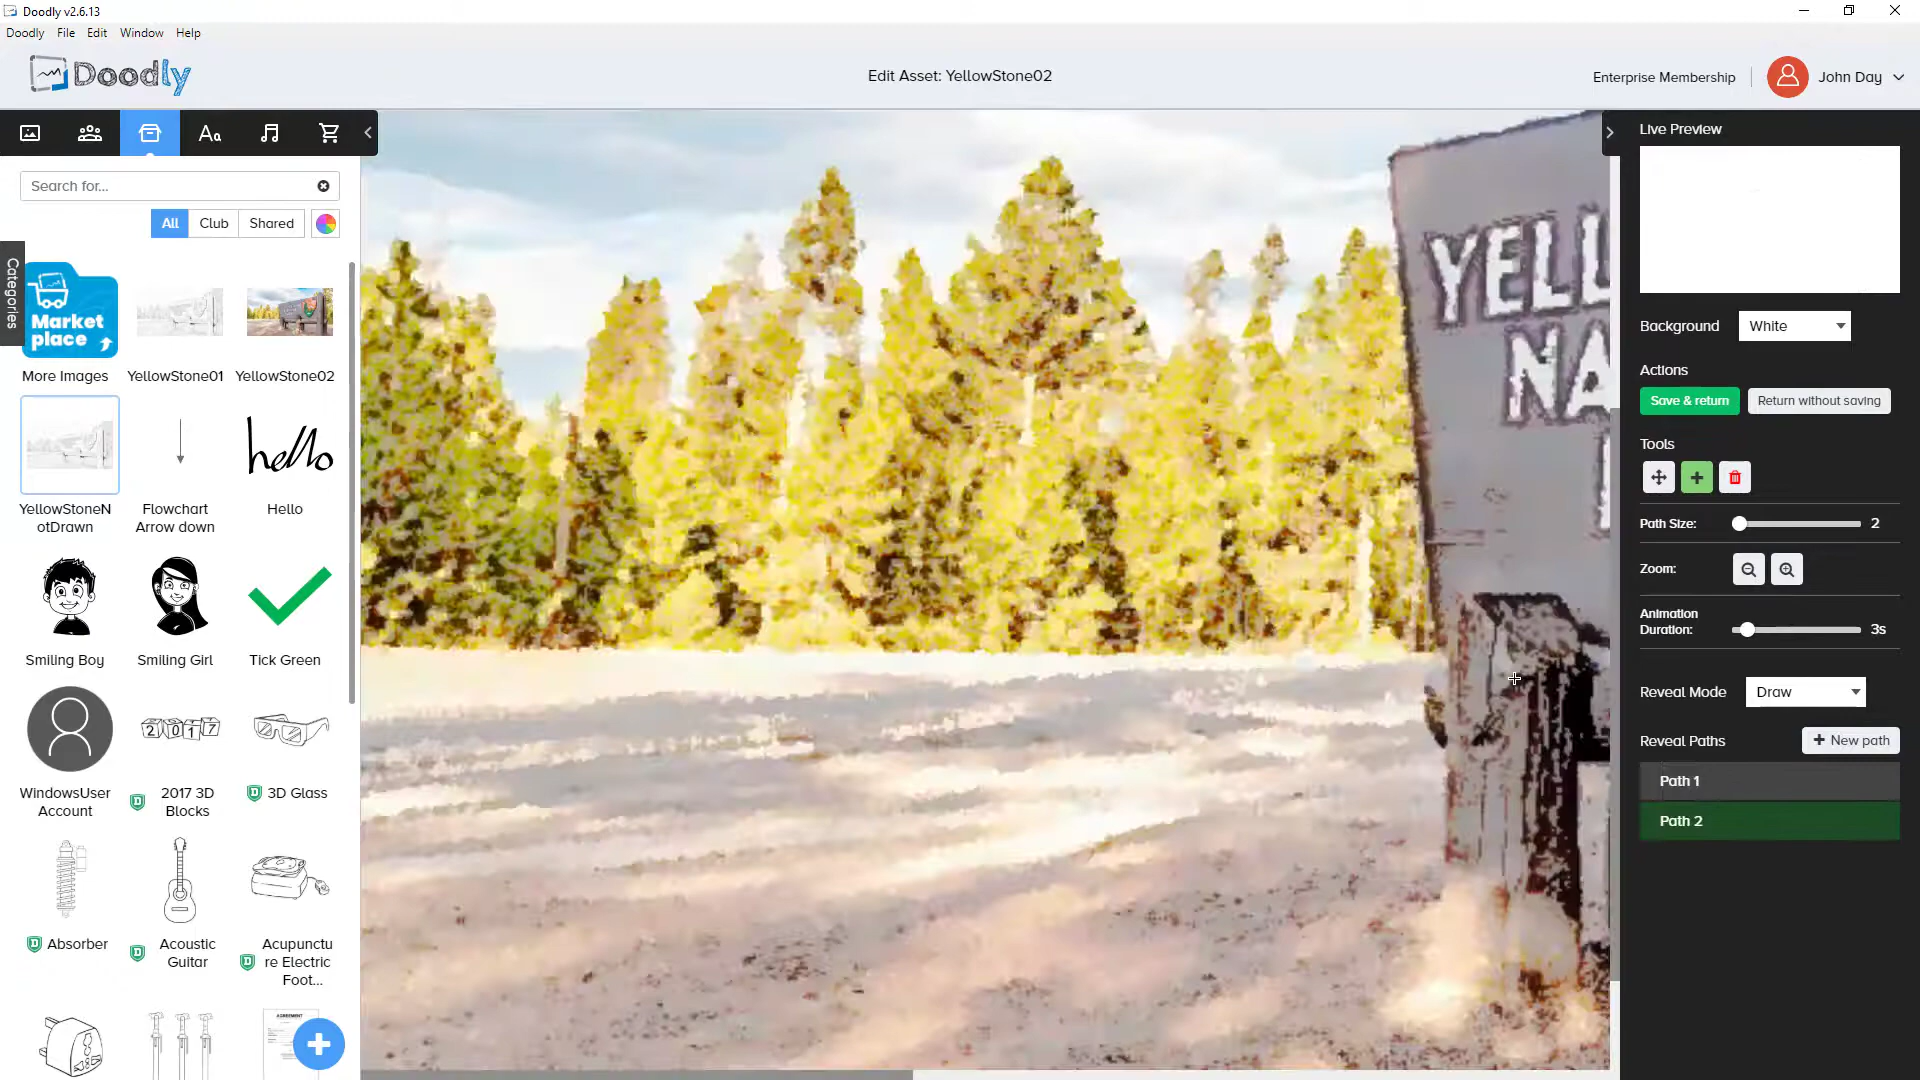 Doodly v2.6.13
Doodly File Edit Window Help
Doodly
Edit Asset: YellowStone02
Enterprise Membership
John Day
Aa
Search for...
All Club Shared
Categories
Market
place
More Images YellowStone01 YellowStone02
hello
YellowStoneN
otDrawn
Flowchart
Arrow down
Hello
Smiling Boy Smiling Girl Tick Green
2017
WindowsUser
Account
2017 3D
Blocks
3D Glass
Absorber
Acoustic
Guitar
Acupunctu
re Electric
Foot...
AGREEMENT
YELL
NA
Live Preview
Background White
Actions
Save & return Return without saving
Tools
Path Size: 2
Zoom:
Animation
Duration: 3s
Reveal Mode Draw
Reveal Paths + New path
Path 1
Path 2